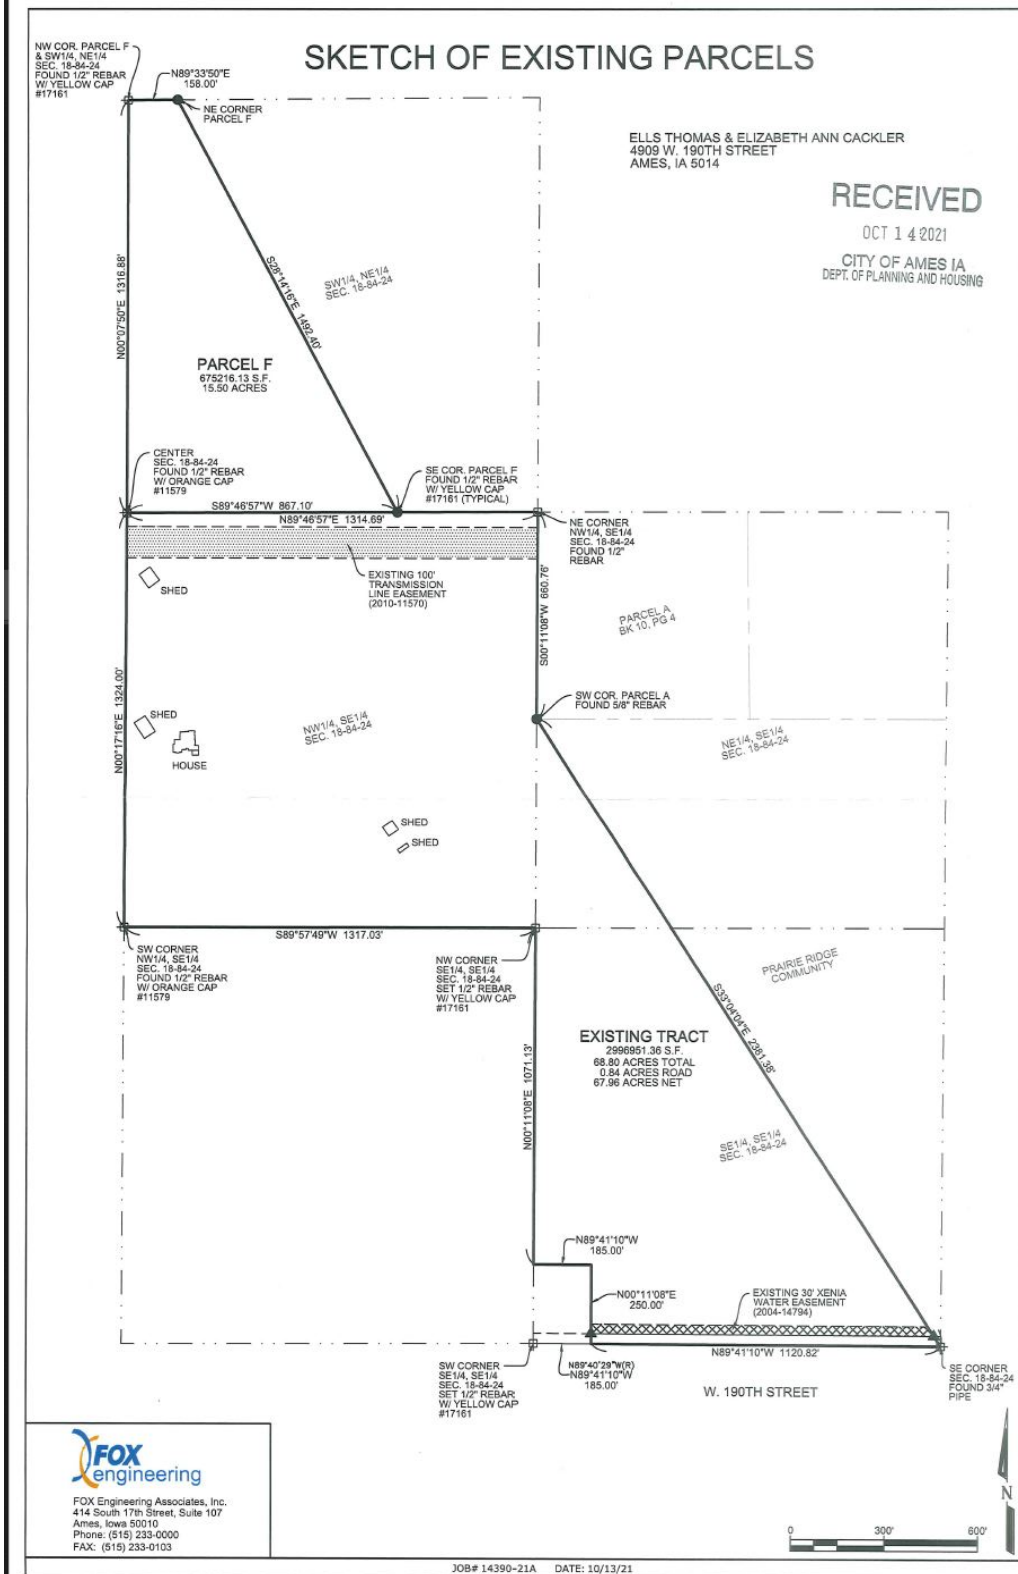 SKETCH OF EXISTING PARCELS
NW COR. PARCEL F
& SW1/4, NE1/4
SEC. 18-84-24
FOUND 1/2" REBAR
W/ YELLOW CAP
#17161
N89°33'50"E
158.00'
NE CORNER
PARCEL F
ELLS THOMAS & ELIZABETH ANN CACKLER
4909 W. 190TH STREET
AMES, IA 5014
RECEIVED
OCT 14 2021
CITY OF AMES IA
DEPT. OF PLANNING AND HOUSING
N00°07'50"E 1316.88'
S28°14'16"E 1492.40'
SW1/4, NE1/4
SEC. 18-84-24
PARCEL F
675216.13 S.F.
15.50 ACRES
CENTER
SEC. 18-84-24
FOUND 1/2" REBAR
W/ ORANGE CAP
#11579
SE COR. PARCEL F
FOUND 1/2" REBAR
W/ YELLOW CAP
#17161 (TYPICAL)
S89°46'57"W 867.10'
N89°46'57"E 1314.69'
NE CORNER
NW1/4, SE1/4
SEC. 18-84-24
FOUND 1/2"
REBAR
EXISTING 100'
TRANSMISSION
LINE EASEMENT
(2010-11570)
SHED
S00°11'08"W 660.76'
PARCEL A
BK 10, PG 4
SW COR. PARCEL A
FOUND 5/8" REBAR
N00°17'16"E 1324.00'
SHED
HOUSE
NW1/4, SE1/4
SEC. 18-84-24
NE1/4, SE1/4
SEC. 18-84-24
SHED
SHED
S89°57'49"W 1317.03'
SW CORNER
NW1/4, SE1/4
SEC. 18-84-24
FOUND 1/2" REBAR
W/ ORANGE CAP
#11579
NW CORNER
SE1/4, SE1/4
SEC. 18-84-24
SET 1/2" REBAR
W/ YELLOW CAP
#17161
PRAIRIE RIDGE
COMMUNITY
S33°04'04"E 2381.38'
EXISTING TRACT
2996951.36 S.F.
68.80 ACRES TOTAL
0.84 ACRES ROAD
67.96 ACRES NET
N00°11'08"E 1071.13'
SE1/4, SE1/4
SEC. 18-84-24
N89°41'10"W
185.00'
N00°11'08"E
250.00'
EXISTING 30' XENIA
WATER EASEMENT
(2004-14794)
N89°41'10"W 1120.82'
SW CORNER
SE1/4, SE1/4
SEC. 18-84-24
SET 1/2" REBAR
W/ YELLOW CAP
#17161
N89°40'29"W(R)
N89°41'10"W
185.00'
W. 190TH STREET
SE CORNER
SEC. 18-84-24
FOUND 3/4"
PIPE
FOX
engineering
FOX Engineering Associates, Inc.
414 South 17th Street, Suite 107
Ames, Iowa 50010
Phone: (515) 233-0000
FAX: (515) 233-0103
N
0 300' 600'
JOB# 14390-21A DATE: 10/13/21